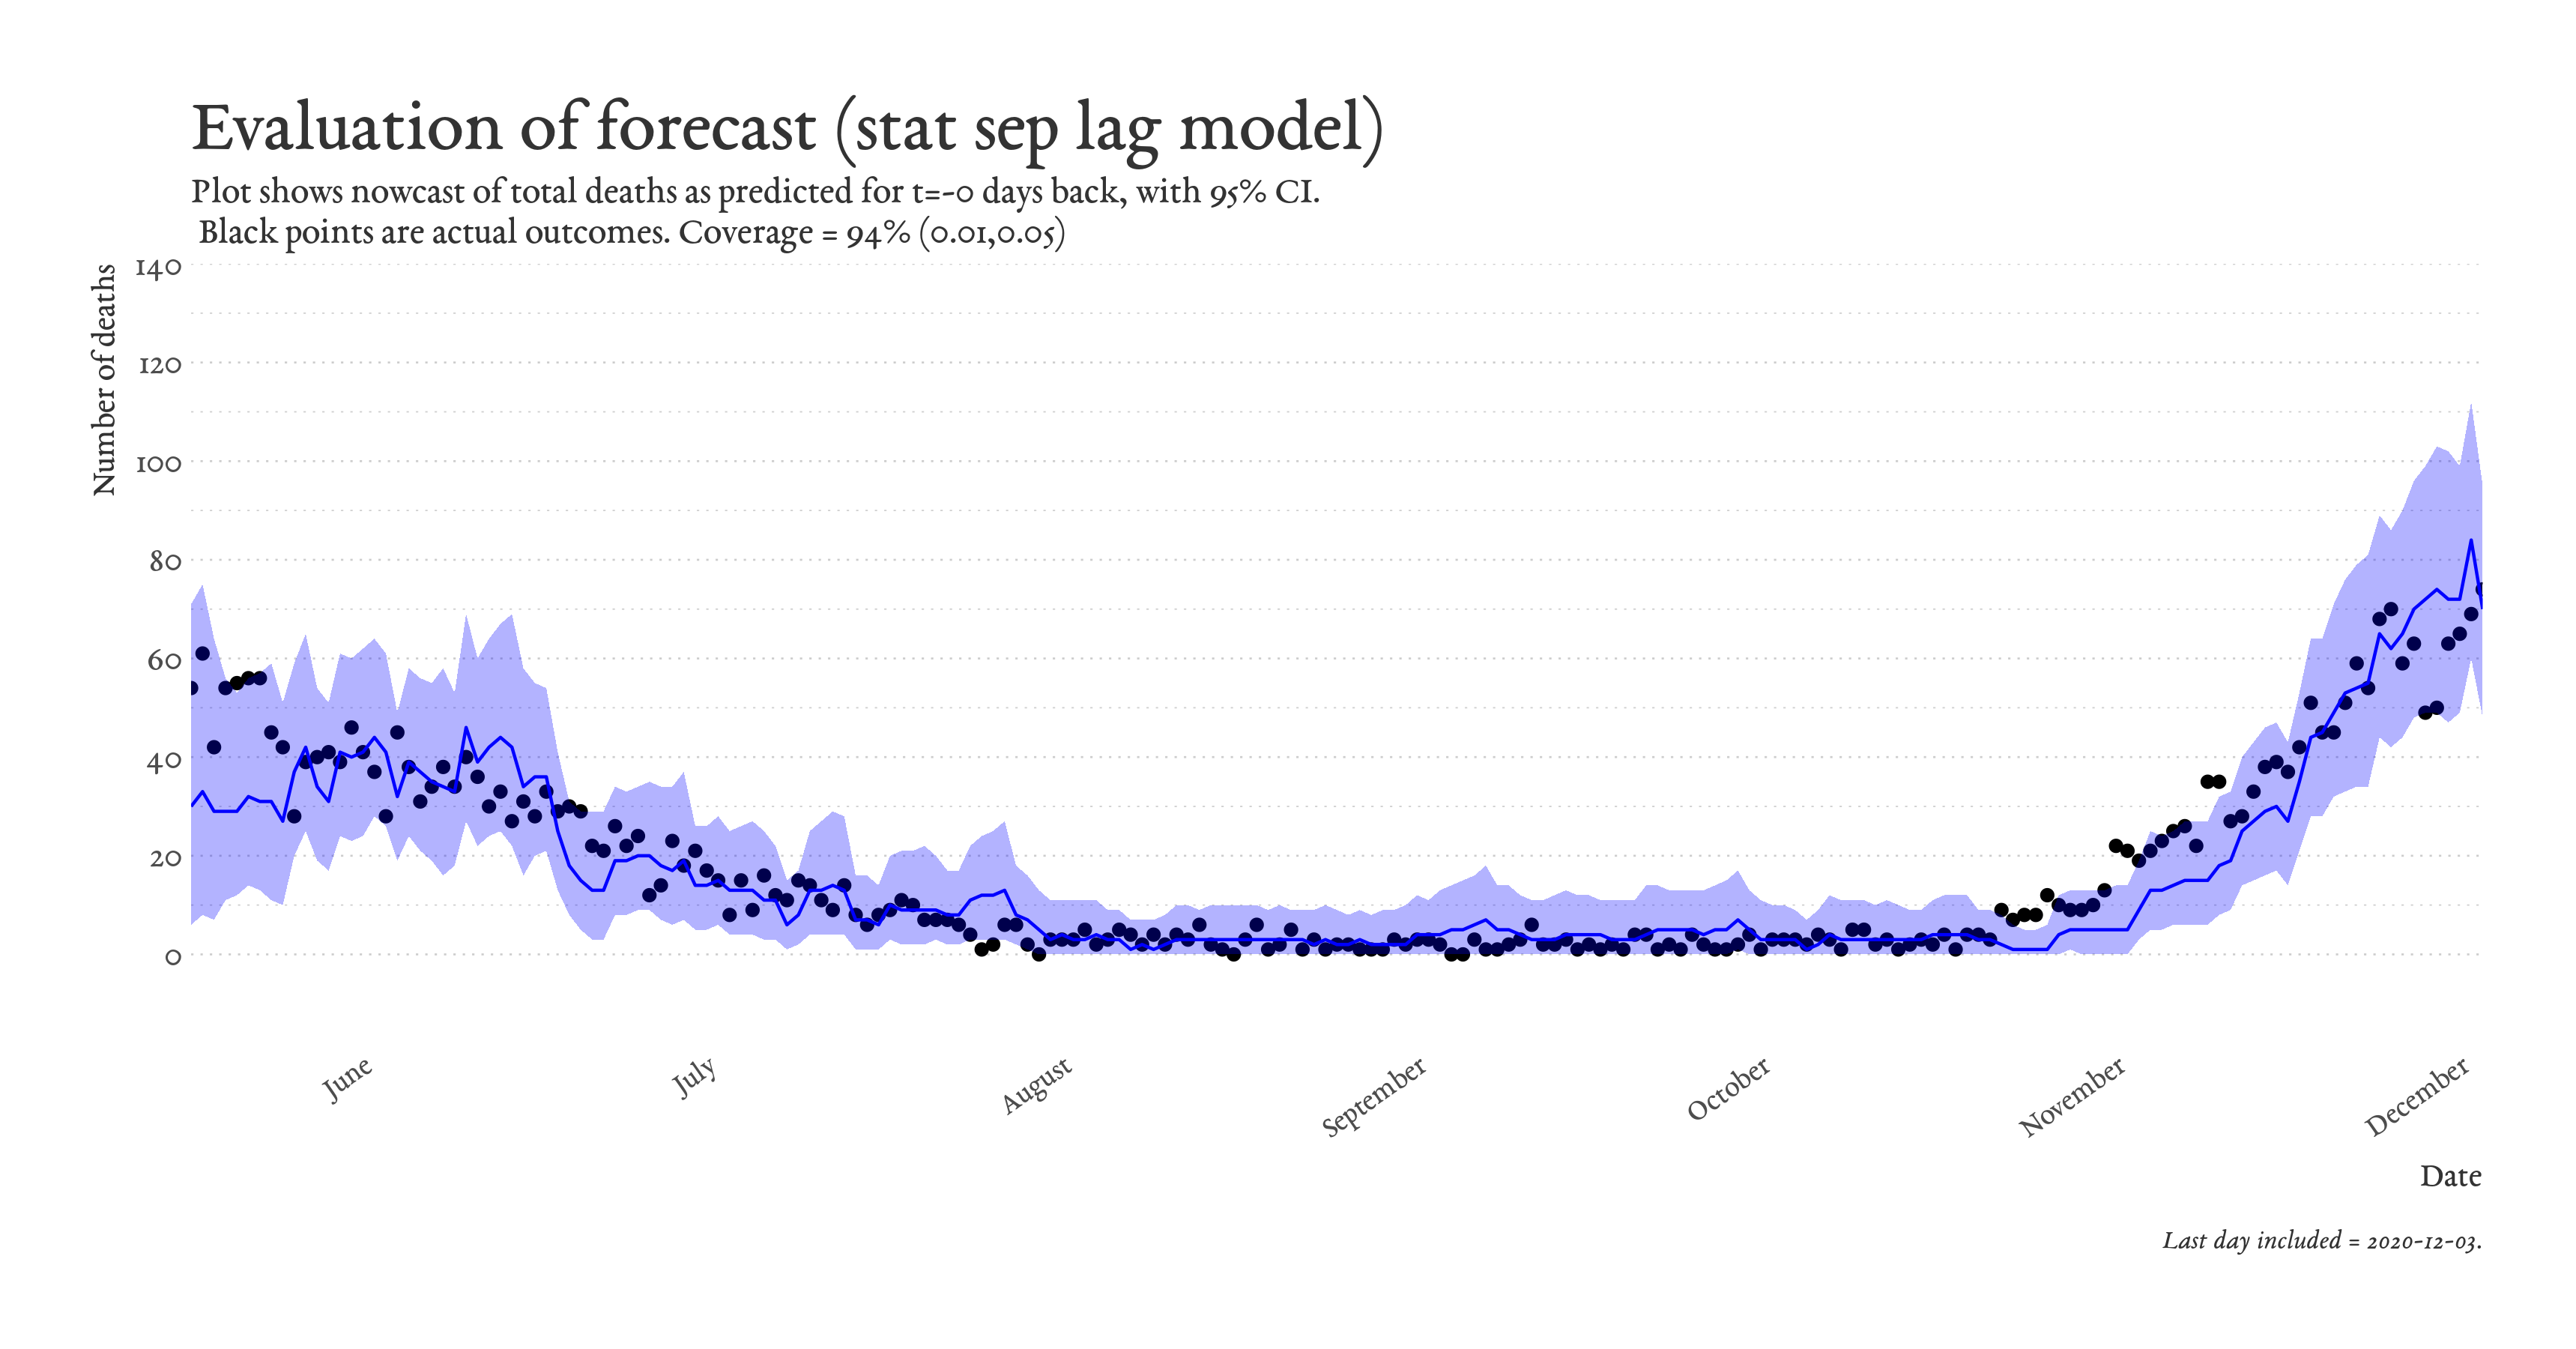 Evaluation of forecast (stat sep lag model)
Plot shows nowcast of total deaths as predicted for t=-0 days back, with 95% CI.
Black points are actual outcomes. Coverage = 94% (0.01,0.05)
Number of deaths
140
120
100
80
60
40
20
0
June
July
August
September
October
November
December
Date
Last day included = 2020-12-03.